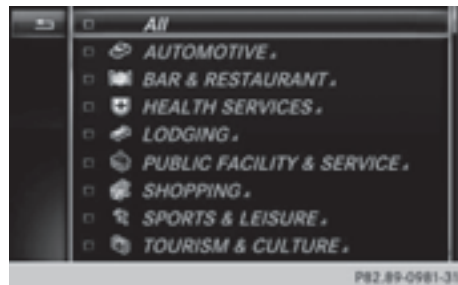 All
AUTOMOTIVE
BAR & RESTAURANT
HEALTH SERVICES
LODGING
PUBLIC FACILITY & SERVICE
SHOPPING
SPORTS & LEISURE
TOURISM & CULTURE
P82.89-0981-31